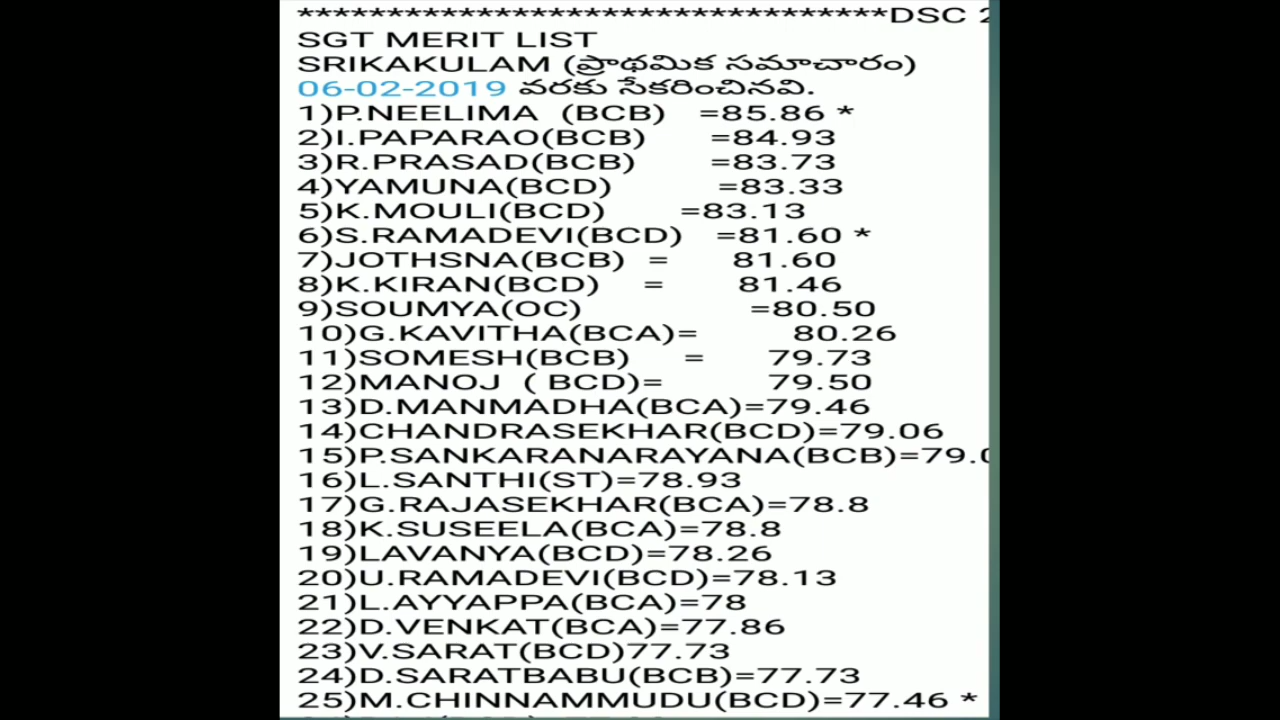 *********************************DSC
SGT MERIT LIST
SRIKAKULAM (ప్రాథమిక సమాచారం)
06-02-2019 వరకు సేకరించినవి.
1)P.NEELIMA (BCB) =85.86 *
2)I.PAPARAO(BCB) =84.93
3)R.PRASAD(BCB) =83.73
4)YAMUNA(BCD) =83.33
5)K.MOULI(BCD) =83.13
6)S.RAMADEVI(BCD) =81.60 *
7)JOTHSNA(BCB) = 81.60
8)K.KIRAN(BCD) = 81.46
9)SOUMYA(OC) =80.50
10)G.KAVITHA(BCA)= 80.26
11)SOMESH(BCB) = 79.73
12)MANOJ ( BCD)= 79.50
13)D.MANMADHA(BCA)=79.46
14)CHANDRASEKHAR(BCD)=79.06
15)P.SANKARANARAYANA(BCB)=79.
16)L.SANTHI(ST)=78.93
17)G.RAJASEKHAR(BCA)=78.8
18)K.SUSEELA(BCA)=78.8
19)LAVANYA(BCD)=78.26
20)U.RAMADEVI(BCD)=78.13
21)L.AYYAPPA(BCA)=78
22)D.VENKAT(BCA)=77.86
23)V.SARAT(BCD)77.73
24)D.SARATBABU(BCB)=77.73
25)M.CHINNAMMUDU(BCD)=77.46 *